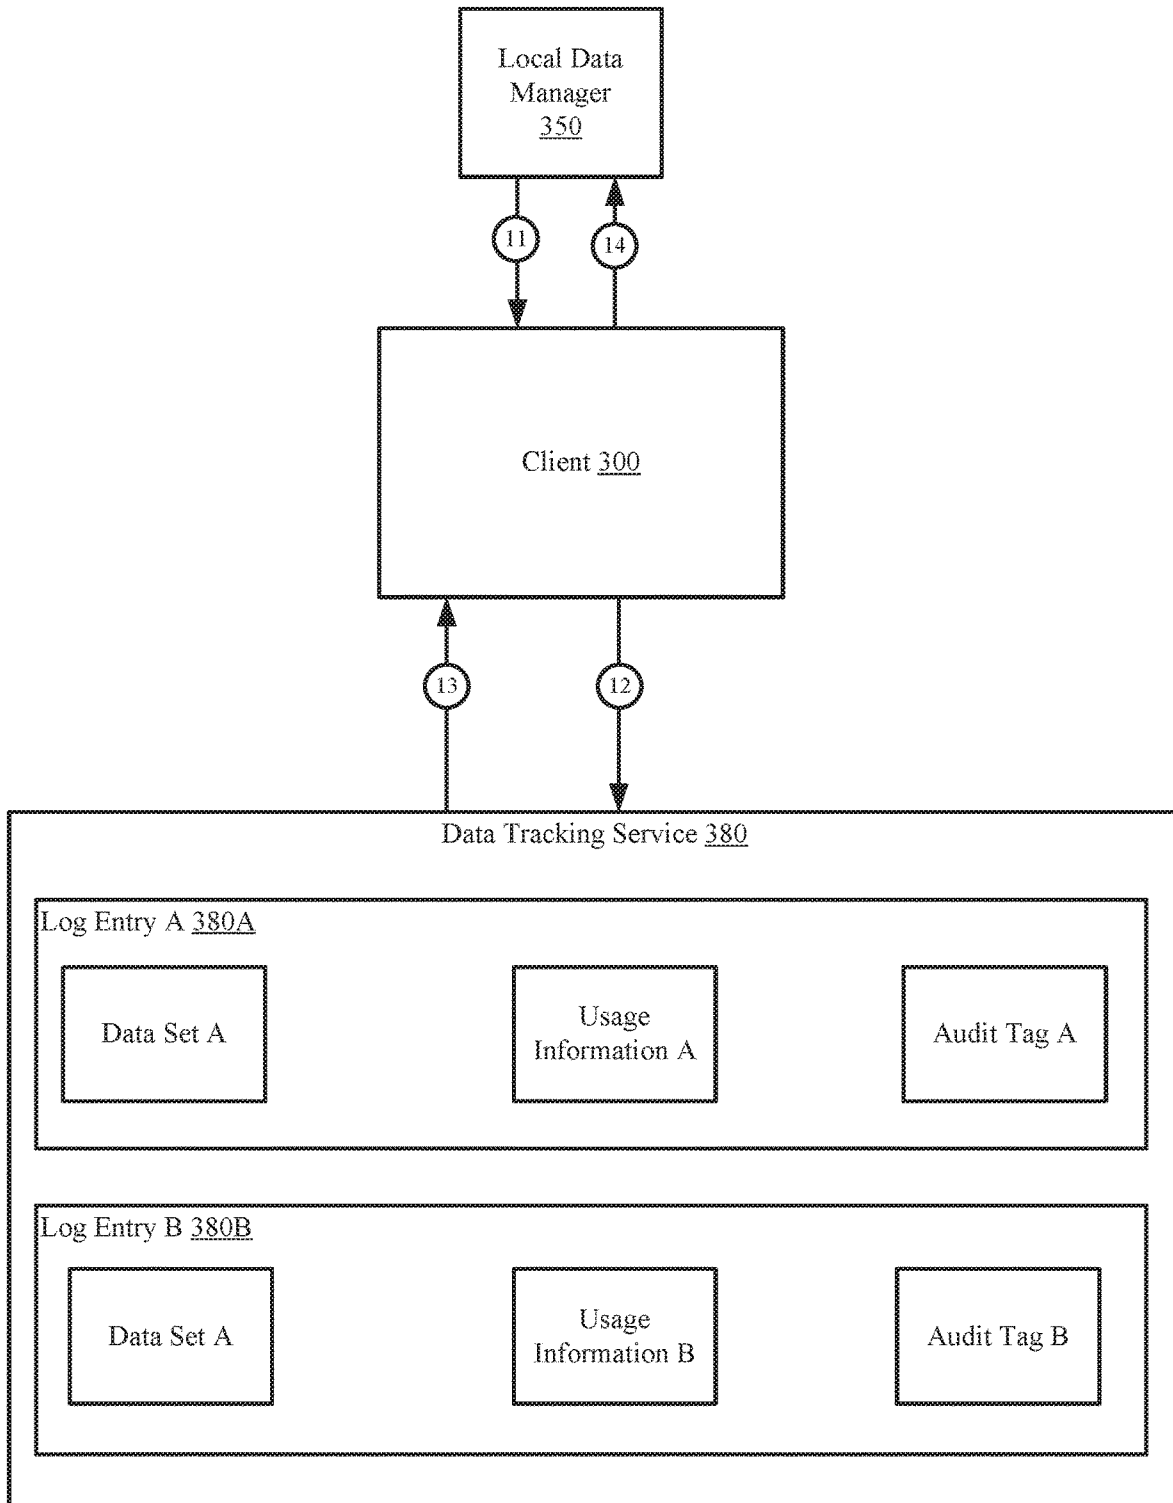 Local Data
Manager
350
11
14
Client 300
13
12
Data Tracking Service 380
Log Entry A 380A
Data Set A
Usage
Information A
Audit Tag A
Log Entry B 380B
Data Set A
Usage
Information B
Audit Tag B